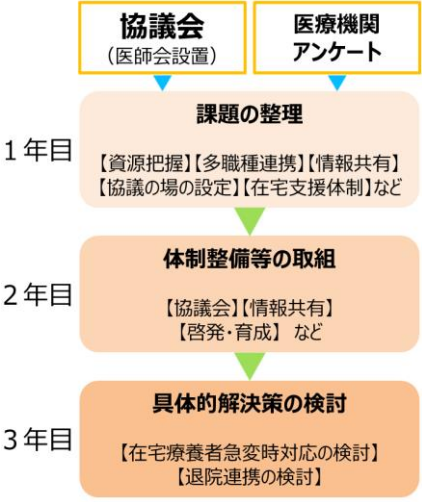 協議会
(医師会設置)
医療機関
アンケート
1年目
課題の整理
【資源把握】【多職種連携】【情報共有】
【協議の場の設定】【在宅支援体制】など
2年目
体制整備等の取組
【協議会】【情報共有】
【啓発・育成】 など
3年目
具体的解決策の検討
【在宅療養者急変時対応の検討】
【退院連携の検討】